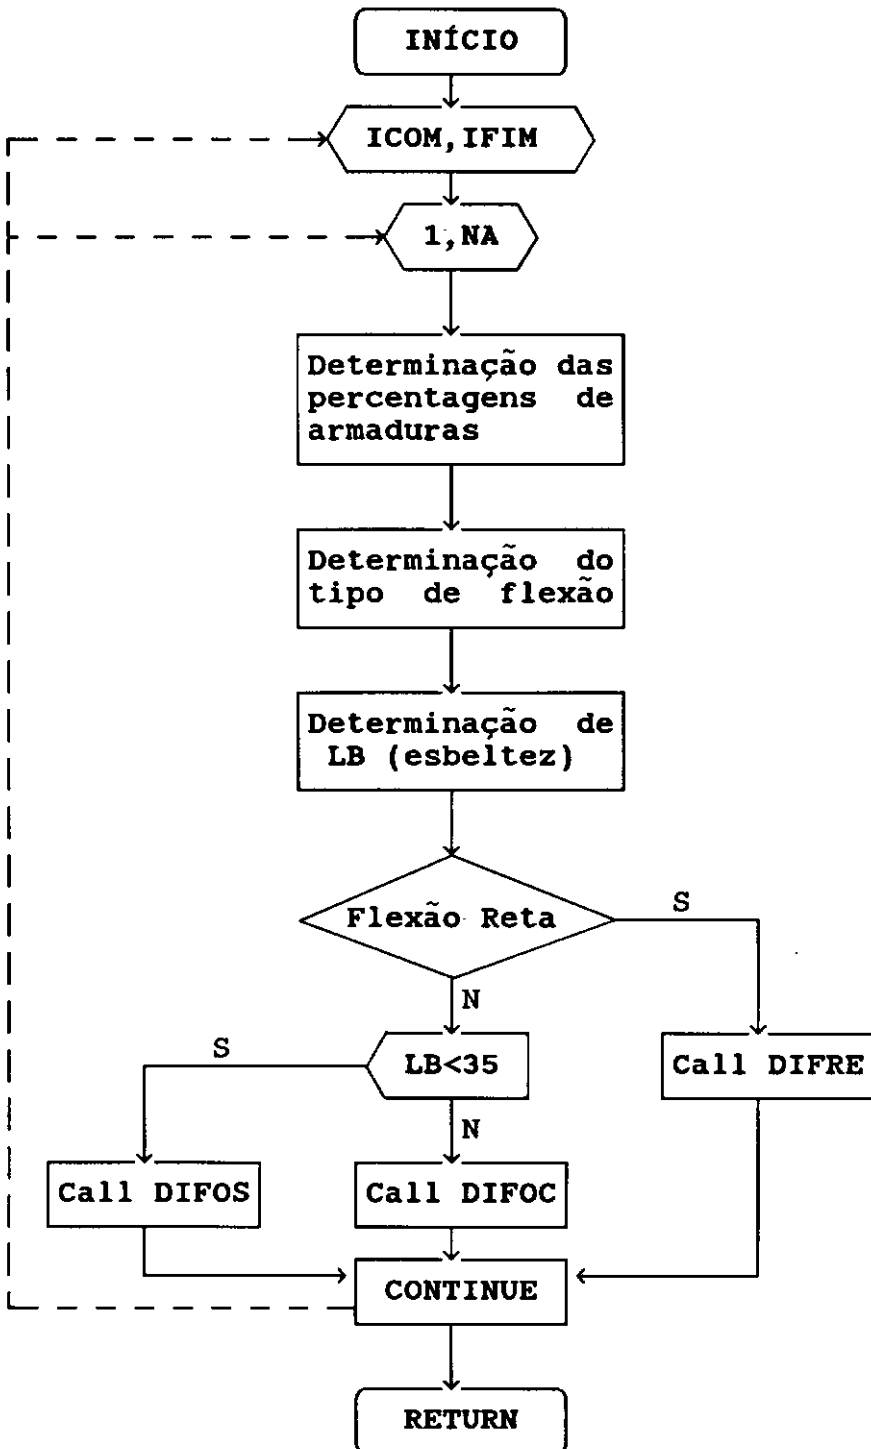 INÍCIO
ICOM,IFIM
1,NA
Determinação das
percentagens de
armaduras
Determinação do
tipo de flexão
Determinação de
LB (esbeltez)
Flexão Reta
S
N
S
LB<35
Call DIFRE
N
Call DIFOS
Call DIFOC
CONTINUE
RETURN